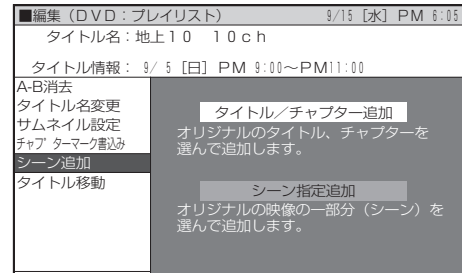 ■編集（DVD：プレイリスト） 9/15［水］PM 6:05
タイトル名：地上10 10ch
タイトル情報： 9/ 5［日］PM 9:00～PM11:00
A-B消去
タイトル名変更
サムネイル設定
チャプターマーク書込み
シーン追加
タイトル移動
タイトル／チャプター追加
オリジナルのタイトル、チャプターを
選んで追加します。
シーン指定追加
オリジナルの映像の一部分（シーン）を
選んで追加します。